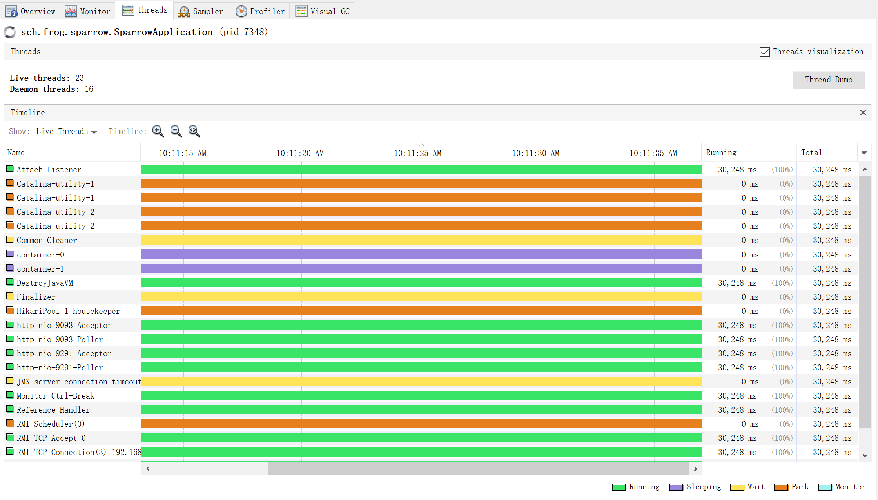 Overview Monitor Threads Sampler Profiler Visual GC
sch.frog.sparrow.SparrowApplication (pid 7348)
Threads Threads visualization
Live threads: 23
Daemon threads: 16
Thread Dump
Timeline
Show: Live Threads Timeline:
Name 10:11:15 AM 10:11:20 AM 10:11:25 AM 10:11:30 AM 10:11:35 AM Running Total
Attach Listener 30,248 ms (100%) 30,248 ms
Catalina-utility-1 0 ms (0%) 30,248 ms
Catalina-utility-1 0 ms (0%) 30,248 ms
Catalina-utility-2 0 ms (0%) 30,248 ms
Catalina-utility-2 0 ms (0%) 30,248 ms
Common-Cleaner 0 ms (0%) 30,248 ms
container-0 0 ms (0%) 30,248 ms
container-1 0 ms (0%) 30,248 ms
DestroyJavaVM 30,248 ms (100%) 30,248 ms
Finalizer 0 ms (0%) 30,248 ms
HikariPool-1 housekeeper 0 ms (0%) 30,248 ms
http-nio-9093-Acceptor 30,248 ms (100%) 30,248 ms
http-nio-9093-Poller 30,248 ms (100%) 30,248 ms
http-nio-9291-Acceptor 30,248 ms (100%) 30,248 ms
http-nio-9291-Poller 30,248 ms (100%) 30,248 ms
JMX server connection timeout 0 ms (0%) 30,248 ms
Monitor Ctrl-Break 30,248 ms (100%) 30,248 ms
Reference Handler 30,248 ms (100%) 30,248 ms
RMI Scheduler(0) 0 ms (0%) 30,248 ms
RMI TCP Accept-0 30,248 ms (100%) 30,248 ms
RMI TCP Connection(2)-192.168 30,248 ms (100%) 30,248 ms
Running Sleeping Wait Park Monitor